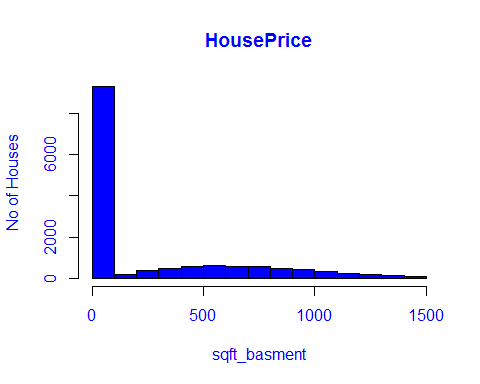 HousePrice
No of Houses
6000
2000
0
0 500 1000 1500
sqft_basment